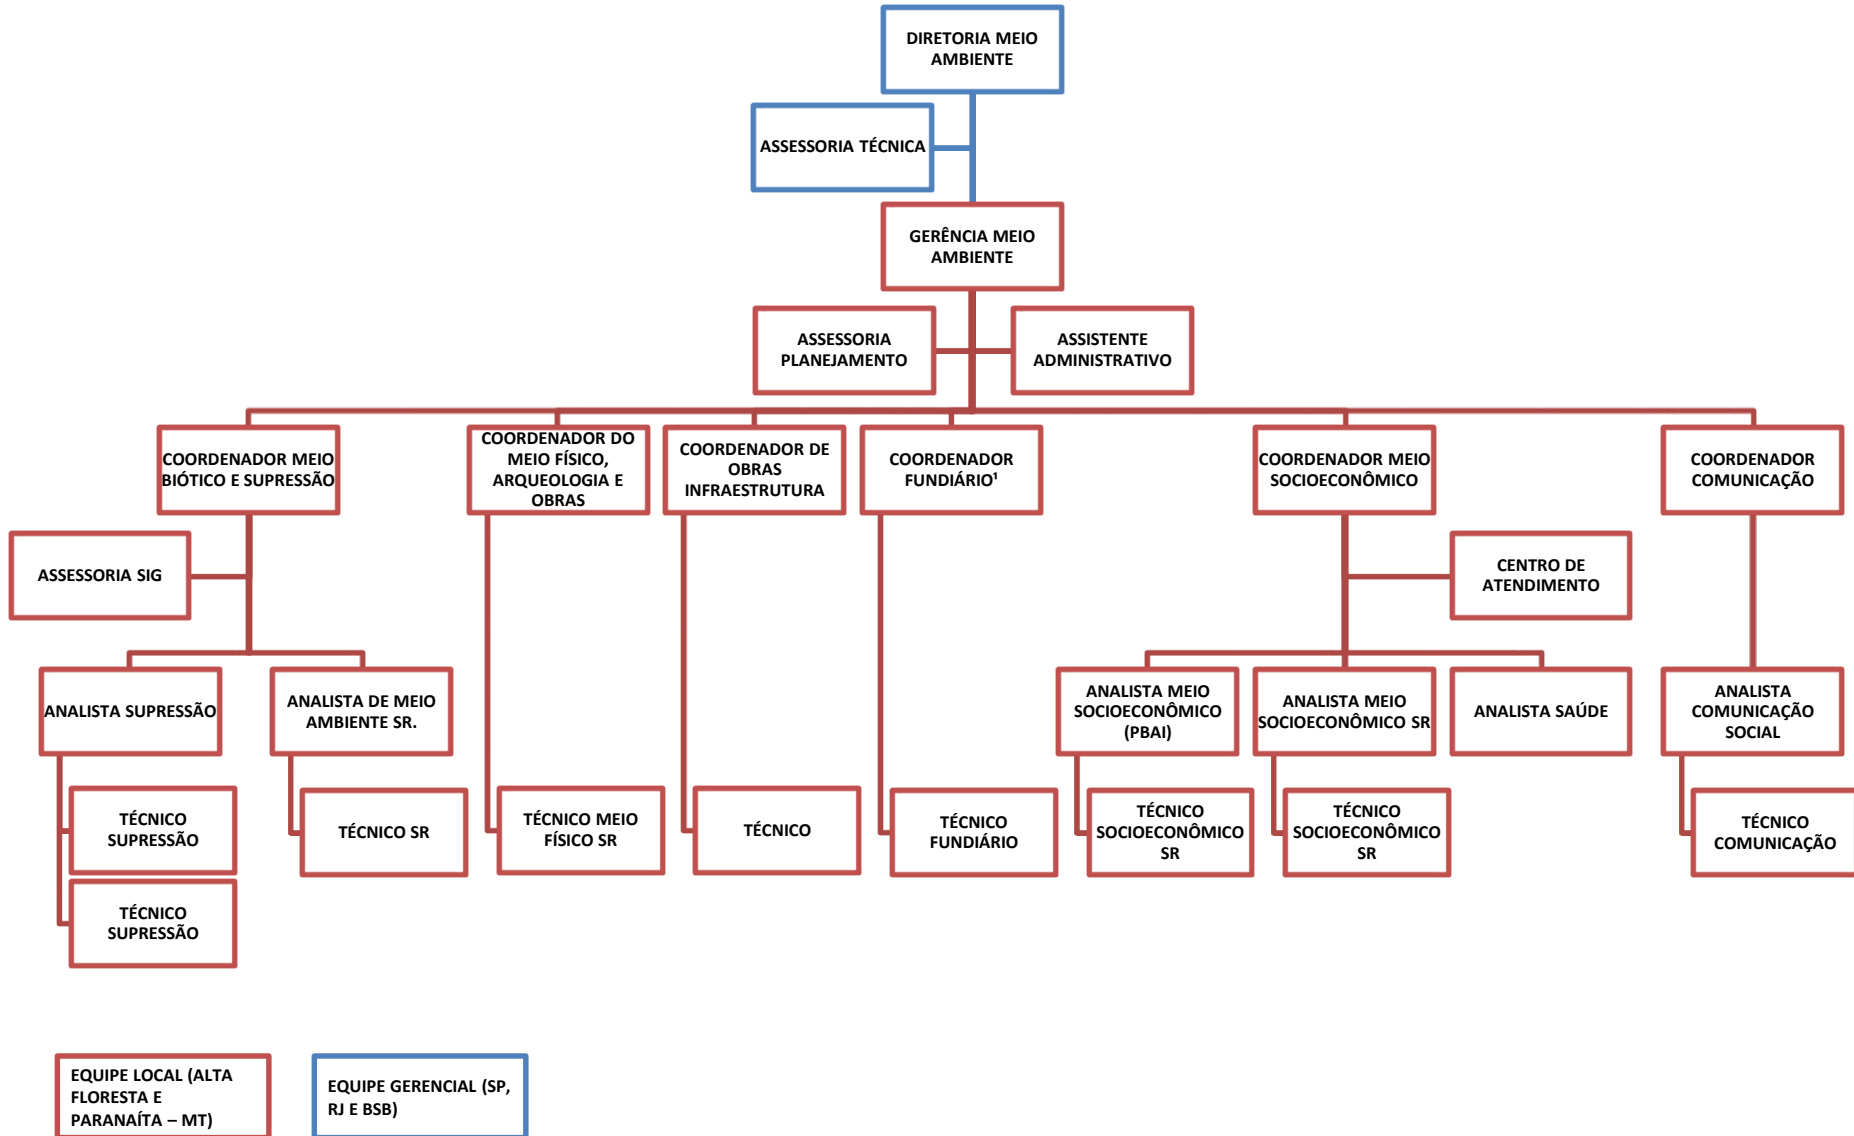 DIRETORIA MEIO
AMBIENTE
ASSESSORIA TÉCNICA
GERÊNCIA MEIO
AMBIENTE
ASSESSORIA
PLANEJAMENTO
ASSISTENTE
ADMINISTRATIVO
COORDENADOR MEIO
BIÓTICO E SUPRESSÃO
COORDENADOR DO
MEIO FÍSICO,
ARQUEOLOGIA E
OBRAS
COORDENADOR DE
OBRAS
INFRAESTRUTURA
COORDENADOR
FUNDIÁRIO¹
COORDENADOR MEIO
SOCIOECONÔMICO
COORDENADOR
COMUNICAÇÃO
ASSESSORIA SIG
CENTRO DE
ATENDIMENTO
ANALISTA SUPRESSÃO
ANALISTA DE MEIO
AMBIENTE SR.
ANALISTA MEIO
SOCIOECONÔMICO
(PBAI)
ANALISTA MEIO
SOCIOECONÔMICO SR
ANALISTA SAÚDE
ANALISTA
COMUNICAÇÃO
SOCIAL
TÉCNICO
SUPRESSÃO
TÉCNICO SR
TÉCNICO MEIO
FÍSICO SR
TÉCNICO
TÉCNICO
FUNDIÁRIO
TÉCNICO
SOCIOECONÔMICO
SR
TÉCNICO
SOCIOECONÔMICO
SR
TÉCNICO
COMUNICAÇÃO
TÉCNICO
SUPRESSÃO
EQUIPE LOCAL (ALTA
FLORESTA E
PARANAÍTA – MT)
EQUIPE GERENCIAL (SP,
RJ E BSB)